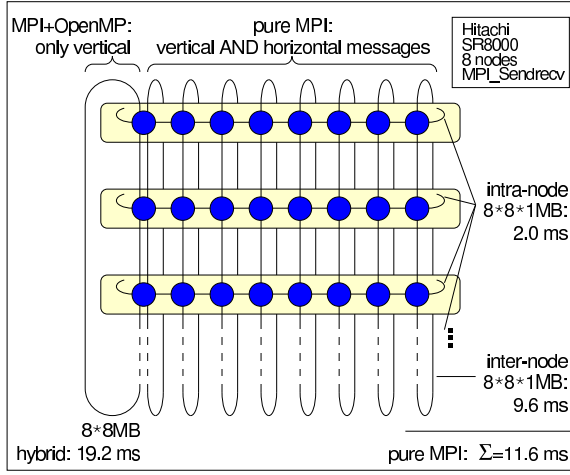 MPI+OpenMP:
only vertical
pure MPI:
vertical AND horizontal messages
Hitachi
SR8000
8 nodes
MPI_Sendrecv
intra-node
8*8*1MB:
2.0 ms
inter-node
8*8*1MB:
9.6 ms
8*8MB
hybrid: 19.2 ms
pure MPI: Σ=11.6 ms